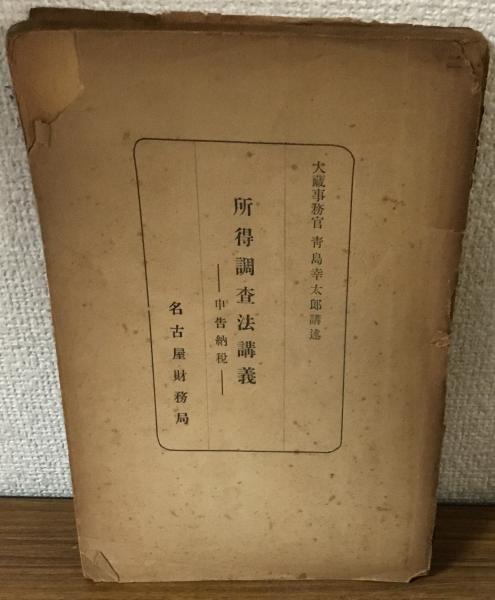 大蔵事務官 青島幸太郎講述
所得調査法講義
―申告納税―
名古屋財務局